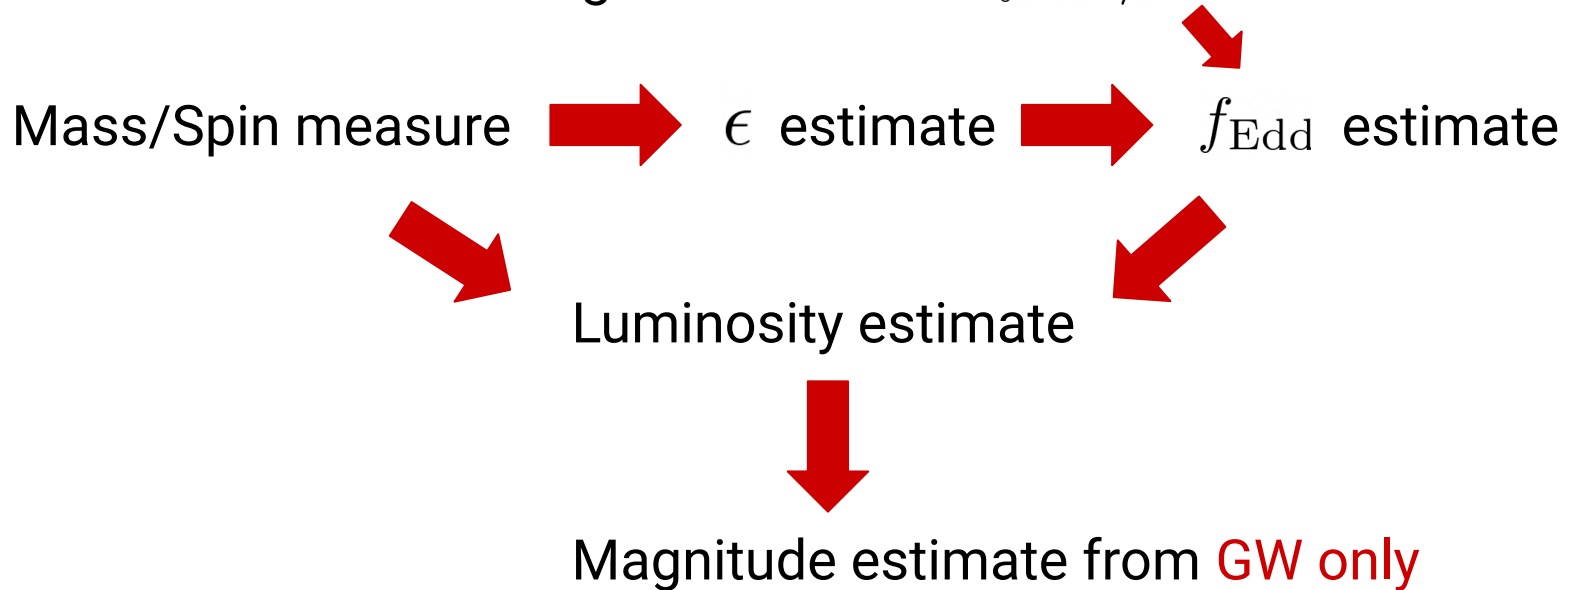 Mass/Spin measure ϵ estimate f_Edd estimate
Luminosity estimate
Magnitude estimate from GW only